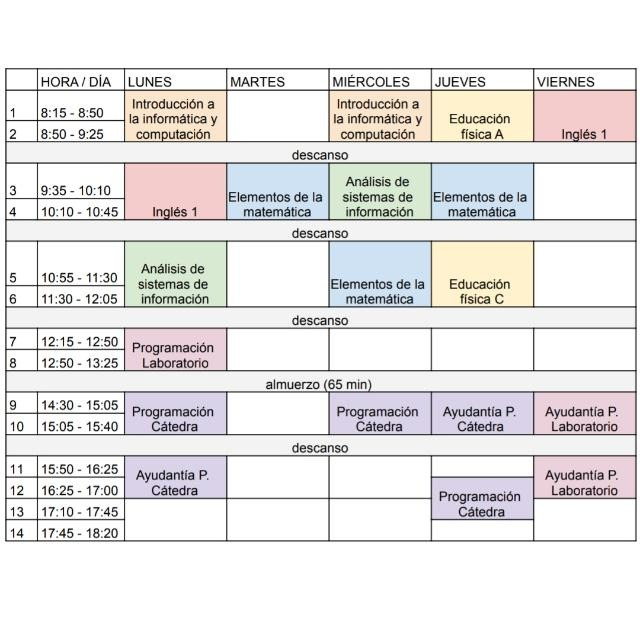 HORA / DÍA LUNES MARTES MIÉRCOLES JUEVES VIERNES
1 8:15 - 8:50
2 8:50 - 9:25
Introducción a
la informática y
computación
Introducción a
la informática y
computación
Educación
física A
Inglés 1
descanso
3 9:35 - 10:10
4 10:10 - 10:45
Inglés 1
Elementos de la
matemática
Análisis de
sistemas de
información
Elementos de la
matemática
descanso
5 10:55 - 11:30
6 11:30 - 12:05
Análisis de
sistemas de
información
Elementos de la
matemática
Educación
física C
descanso
7 12:15 - 12:50
8 12:50 - 13:25
Programación
Laboratorio
almuerzo (65 min)
9 14:30 - 15:05
10 15:05 - 15:40
Programación
Cátedra
Programación
Cátedra
Ayudantía P.
Cátedra
Ayudantía P.
Laboratorio
descanso
11 15:50 - 16:25
12 16:25 - 17:00
Ayudantía P.
Cátedra
Ayudantía P.
Laboratorio
13 17:10 - 17:45
Programación
Cátedra
14 17:45 - 18:20